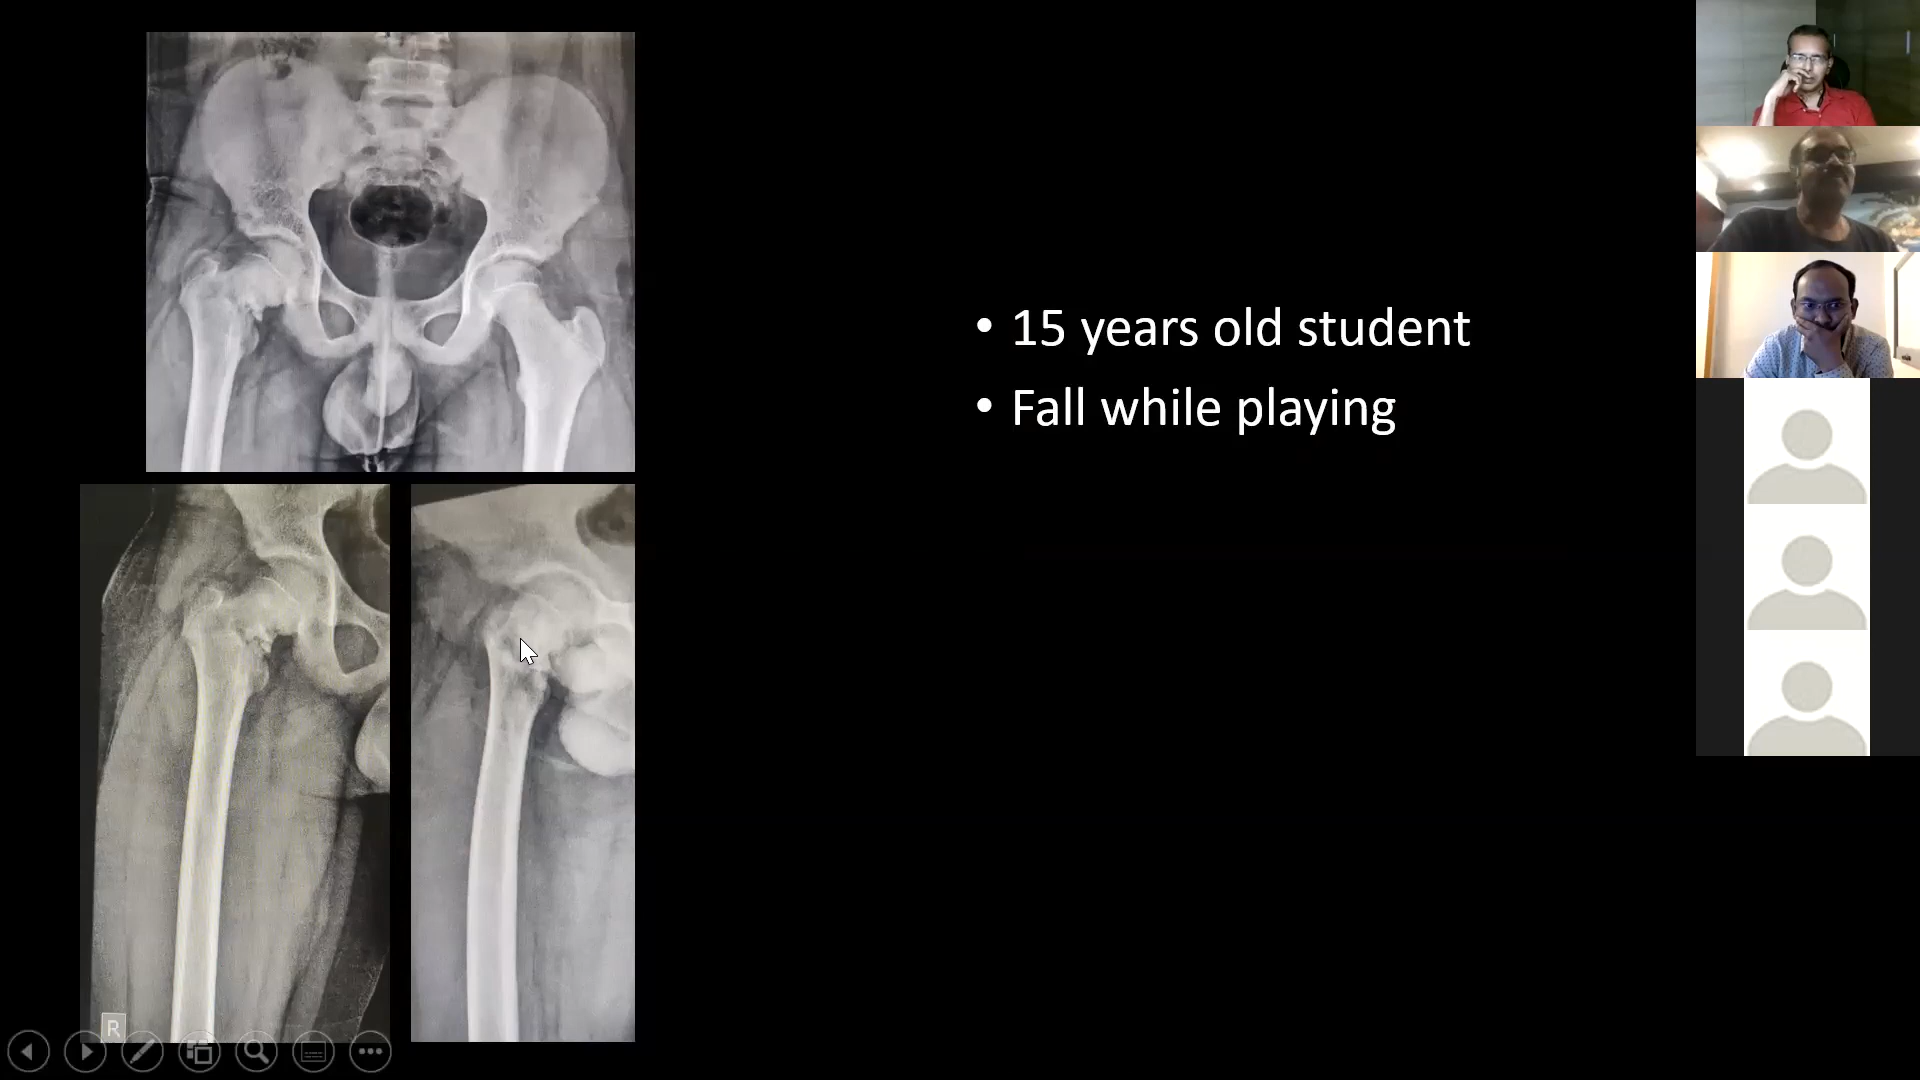 • 15 years old student
• Fall while playing
R